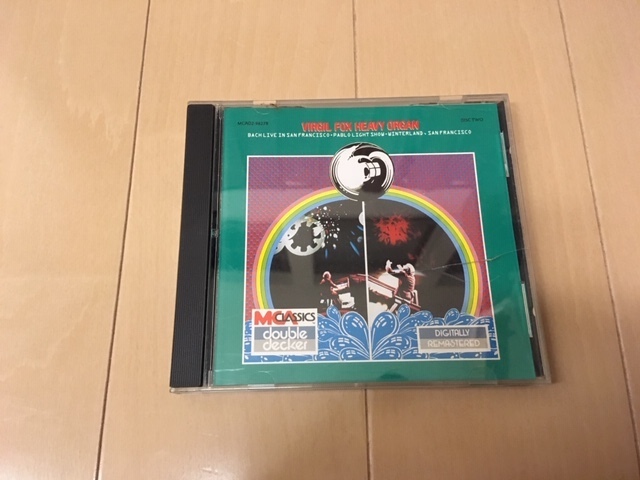 VIRGIL FOX HEAVY ORGAN
BACH LIVE IN SAN FRANCISCO • PABLO LIGHT SHOW • WINTERLAND • SAN FRANCISCO
MCA CLASSICS
double
decker
DIGITALLY
REMASTERED